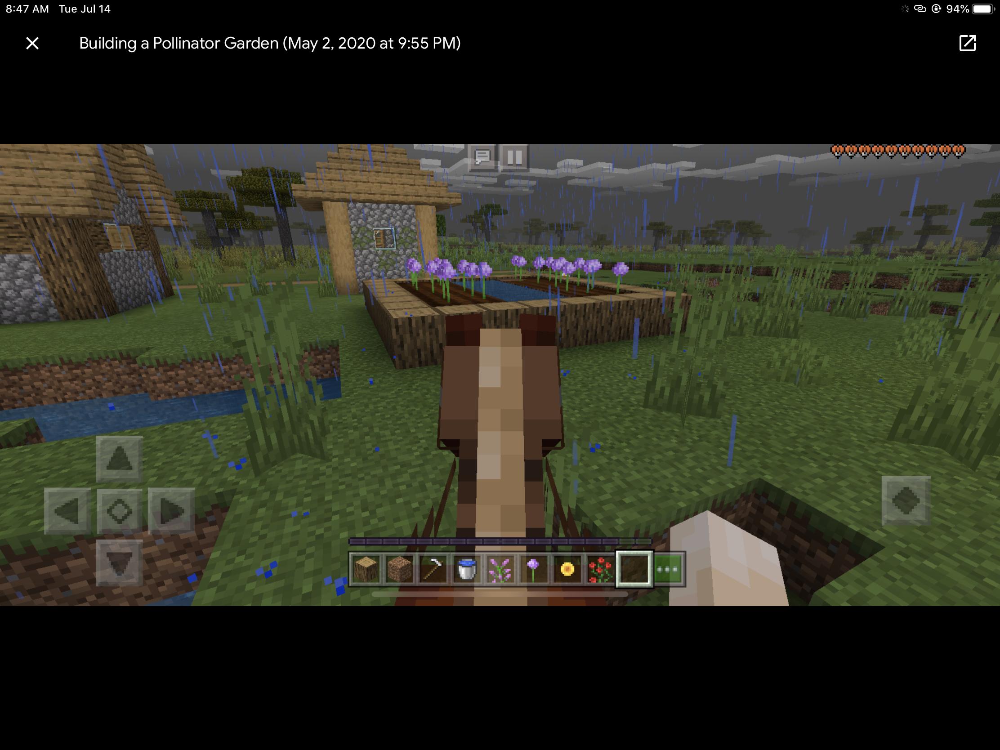 8:47 AM Tue Jul 14
94%
Building a Pollinator Garden (May 2, 2020 at 9:55 PM)